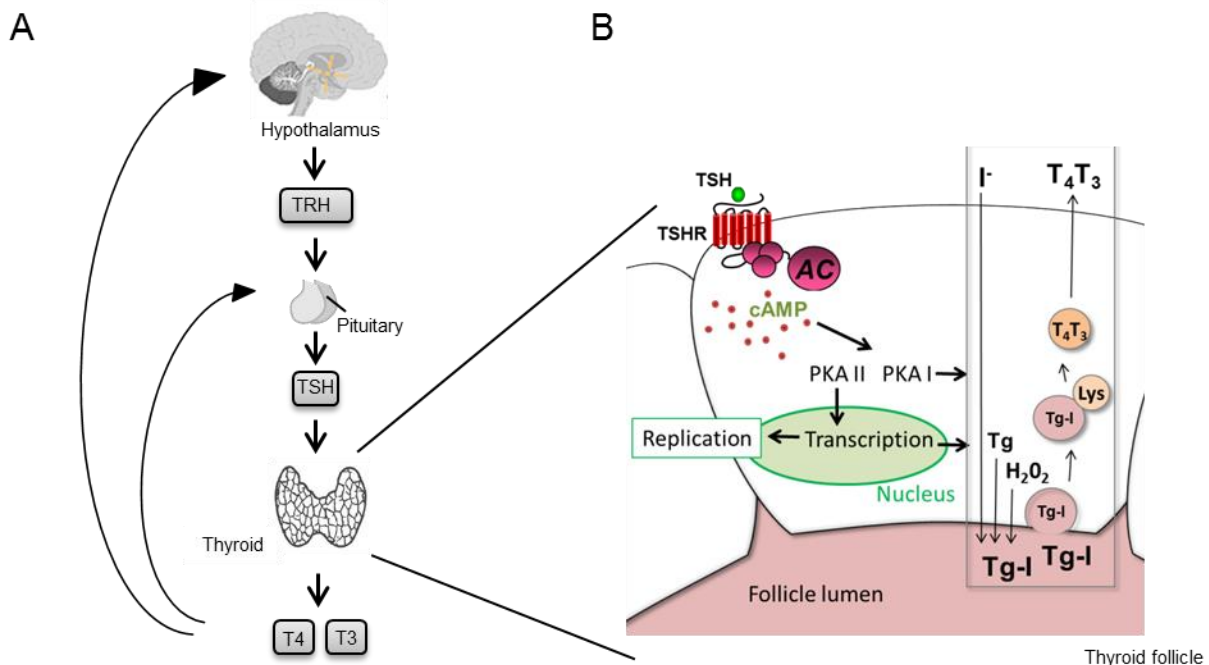 A
Hypothalamus
TRH
Pituitary
TSH
Thyroid
T4 T3
B
TSH
TSHR
AC
cAMP
PKA II PKA I
Replication
Transcription
Nucleus
I-
T4T3
T4T3
Lys
Tg-I
Tg
H202
Tg-I
Tg-I Tg-I
Follicle lumen
Thyroid follicle